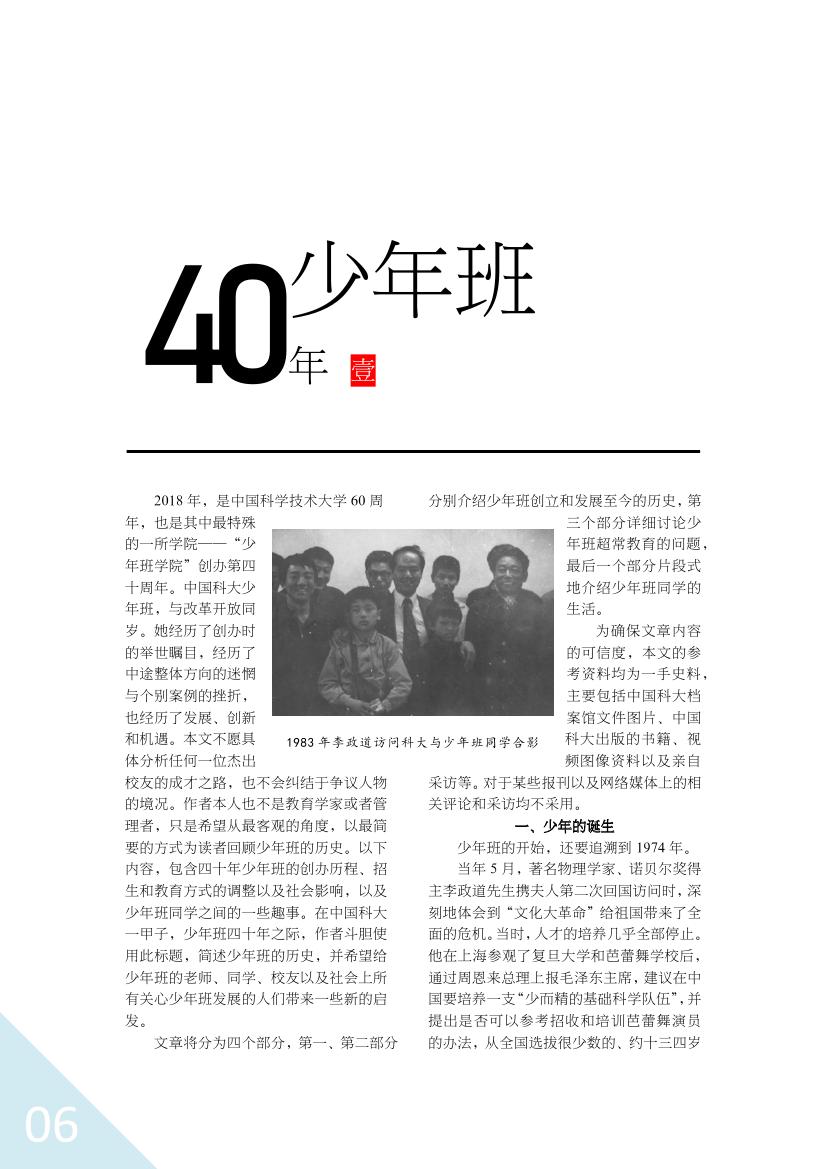 少年班
40年 壹
2018 年，是中国科学技术大学 60 周
年，也是其中最特殊
的一所学院——“少
年班学院”创办第四
十周年。中国科大少
年班，与改革开放同
岁。她经历了创办时
的举世瞩目，经历了
中途整体方向的迷惘
与个别案例的挫折，
也经历了发展、创新
和机遇。本文不愿具
体分析任何一位杰出
校友的成才之路，也不会纠结于争议人物
的境况。作者本人也不是教育学家或者管
理者，只是希望从最客观的角度，以最简
要的方式为读者回顾少年班的历史。以下
内容，包含四十年少年班的创办历程、招
生和教育方式的调整以及社会影响，以及
少年班同学之间的一些趣事。在中国科大
一甲子，少年班四十年之际，作者斗胆使
用此标题，简述少年班的历史，并希望给
少年班的老师、同学、校友以及社会上所
有关心少年班发展的人们带来一些新的启
发。
文章将分为四个部分，第一、第二部分
1983 年李政道访问科大与少年班同学合影
分别介绍少年班创立和发展至今的历史，第
三个部分详细讨论少
年班超常教育的问题，
最后一个部分片段式
地介绍少年班同学的
生活。
为确保文章内容
的可信度，本文的参
考资料均为一手史料，
主要包括中国科大档
案馆文件图片、中国
科大出版的书籍、视
频图像资料以及亲自
采访等。对于某些报刊以及网络媒体上的相
关评论和采访均不采用。
一、少年的诞生
少年班的开始，还要追溯到 1974 年。
当年 5 月，著名物理学家、诺贝尔奖得
主李政道先生携夫人第二次回国访问时，深
刻地体会到“文化大革命”给祖国带来了全
面的危机。当时，人才的培养几乎全部停止。
他在上海参观了复旦大学和芭蕾舞学校后，
通过周恩来总理上报毛泽东主席，建议在中
国要培养一支“少而精的基础科学队伍”，并
提出是否可以参考招收和培训芭蕾舞演员
的办法，从全国选拔很少数的、约十三四岁
06